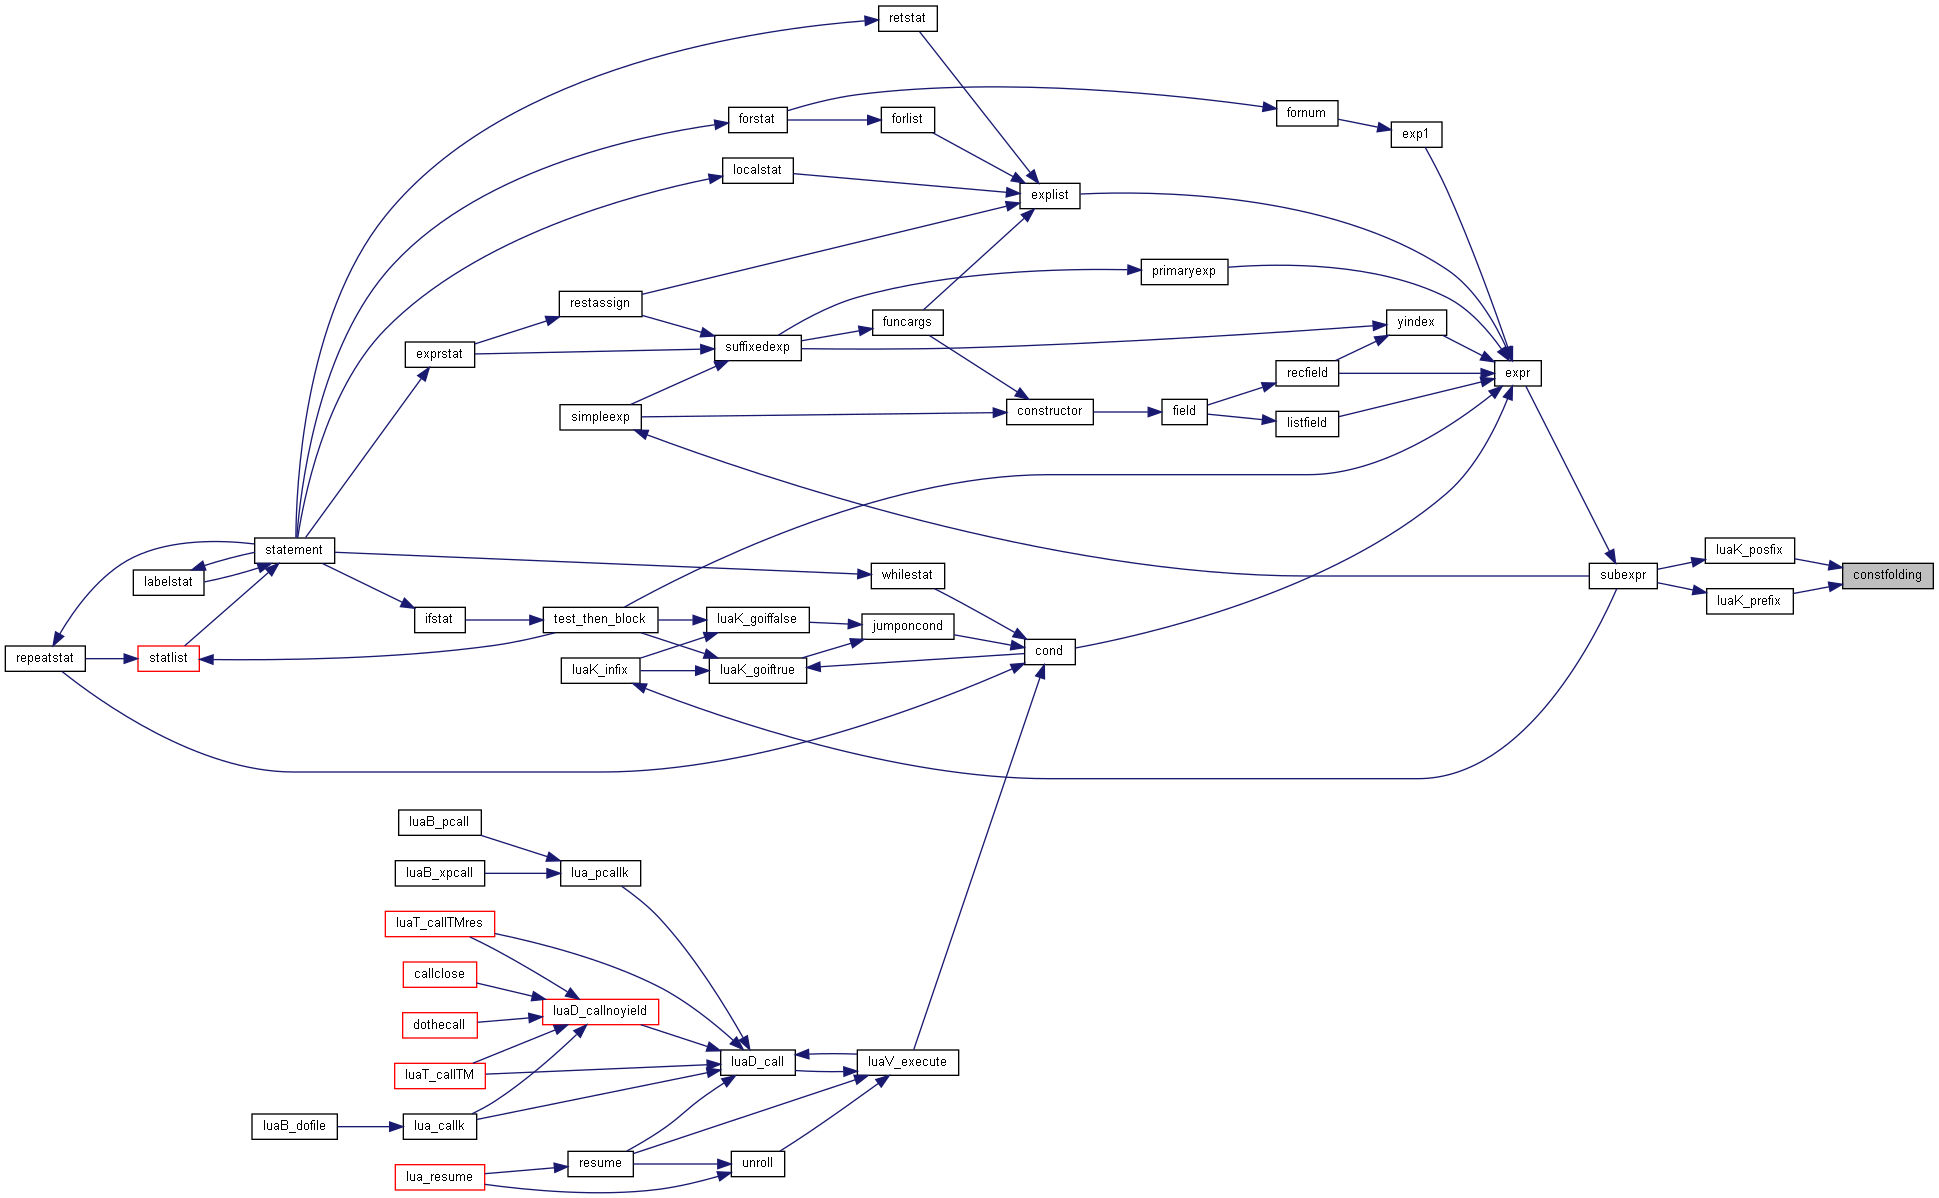 retstat
fornum
forstat
forlist
exp1
localstat
explist
primaryexp
restassign
funcargs
yindex
exprstat
suffixedexp
recfield
expr
simpleexp
constructor
field
listfield
statement
luaK_posfix
labelstat
whilestat
subexpr
constfolding
luaK_prefix
ifstat
test_then_block
luaK_goiffalse
jumponcond
repeatstat
statlist
luaK_infix
luaK_goiftrue
cond
luaB_pcall
luaB_xpcall
lua_pcallk
luaT_callTMres
callclose
luaD_callnoyield
dothecall
luaT_callTM
luaD_call
luaV_execute
luaB_dofile
lua_callk
resume
unroll
lua_resume